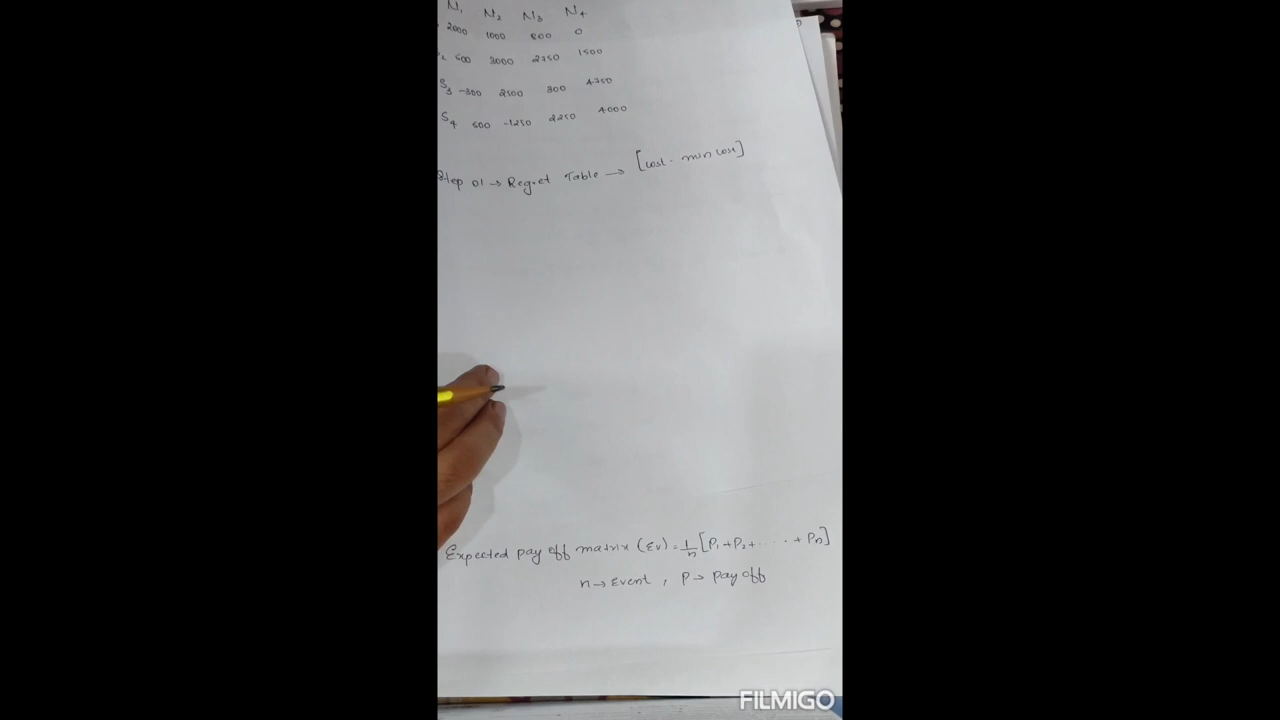 N1 N2 N3 N4
2000 1000 800 0
500 3000 2750 1500
S3 -300 2500 300 4750
S4 500 -1250 2250 4000
Step 01 → Regret Table → [cost - min cost]
Expected pay off matrix (EV) = 1/n [P1 + P2 + ..... + Pn]
n → Event , P → Pay off
FILMIGO